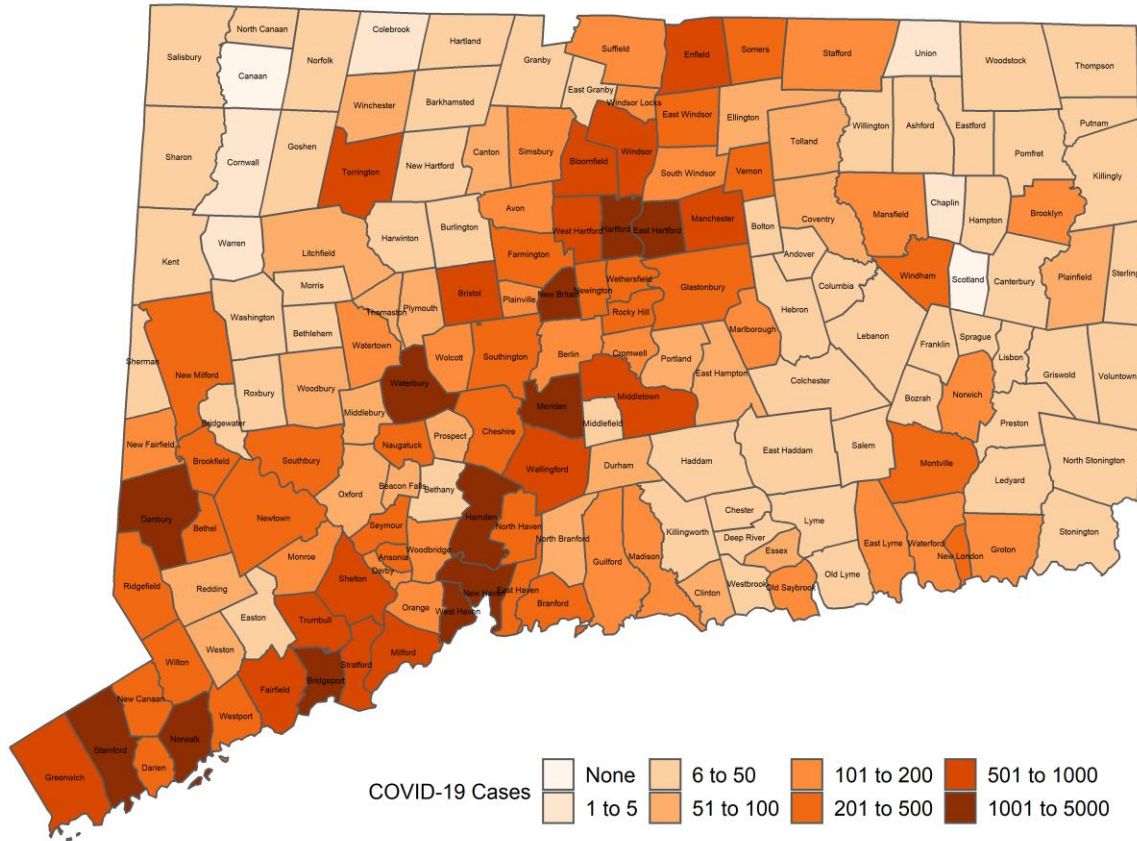 North Canaan
Colebrook
Hartland
Suffield
Enfield
Somers
Stafford
Union
Woodstock
Thompson
Salisbury
Canaan
Norfolk
Granby
East Granby
Windsor Locks
Winchester
Barkhamsted
East Windsor
Ellington
Willington
Ashford
Eastford
Putnam
Sharon
Cornwall
Goshen
Torrington
New Hartford
Canton
Simsbury
Bloomfield
Windsor
South Windsor
Vernon
Tolland
Pomfret
Killingly
Kent
Warren
Litchfield
Harwinton
Burlington
Avon
West Hartford
Hartford
East Hartford
Manchester
Bolton
Coventry
Mansfield
Chaplin
Hampton
Brooklyn
Farmington
Andover
Morris
Bristol
Plainville
New Britain
Newington
Wethersfield
Glastonbury
Hebron
Columbia
Windham
Scotland
Canterbury
Plainfield
Sterling
Washington
Bethlehem
Thomaston
Plymouth
Rocky Hill
Marlborough
Lebanon
Sherman
New Milford
Watertown
Wolcott
Southington
Berlin
Cromwell
Portland
East Hampton
Franklin
Sprague
Lisbon
Griswold
Voluntown
Roxbury
Woodbury
Waterbury
Meriden
Middletown
Colchester
Bozrah
Norwich
Preston
Bridgewater
Middlebury
Middlefield
New Fairfield
Brookfield
Southbury
Naugatuck
Prospect
Cheshire
Wallingford
Durham
Haddam
East Haddam
Salem
Montville
Ledyard
North Stonington
Danbury
Bethel
Newtown
Oxford
Beacon Falls
Bethany
Hamden
North Haven
North Branford
Guilford
Madison
Killingworth
Chester
Deep River
Essex
Lyme
East Lyme
Waterford
New London
Groton
Stonington
Ridgefield
Redding
Monroe
Seymour
Ansonia
Derby
Woodbridge
Shelton
Orange
West Haven
New Haven
East Haven
Branford
Clinton
Westbrook
Old Saybrook
Old Lyme
Easton
Weston
Wilton
Trumbull
Stratford
Milford
New Canaan
Westport
Fairfield
Bridgeport
Greenwich
Stamford
Darien
Norwalk
COVID-19 Cases
None
1 to 5
6 to 50
51 to 100
101 to 200
201 to 500
501 to 1000
1001 to 5000